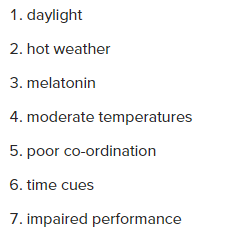 1. daylight
2. hot weather
3. melatonin
4. moderate temperatures
5. poor co-ordination
6. time cues
7. impaired performance